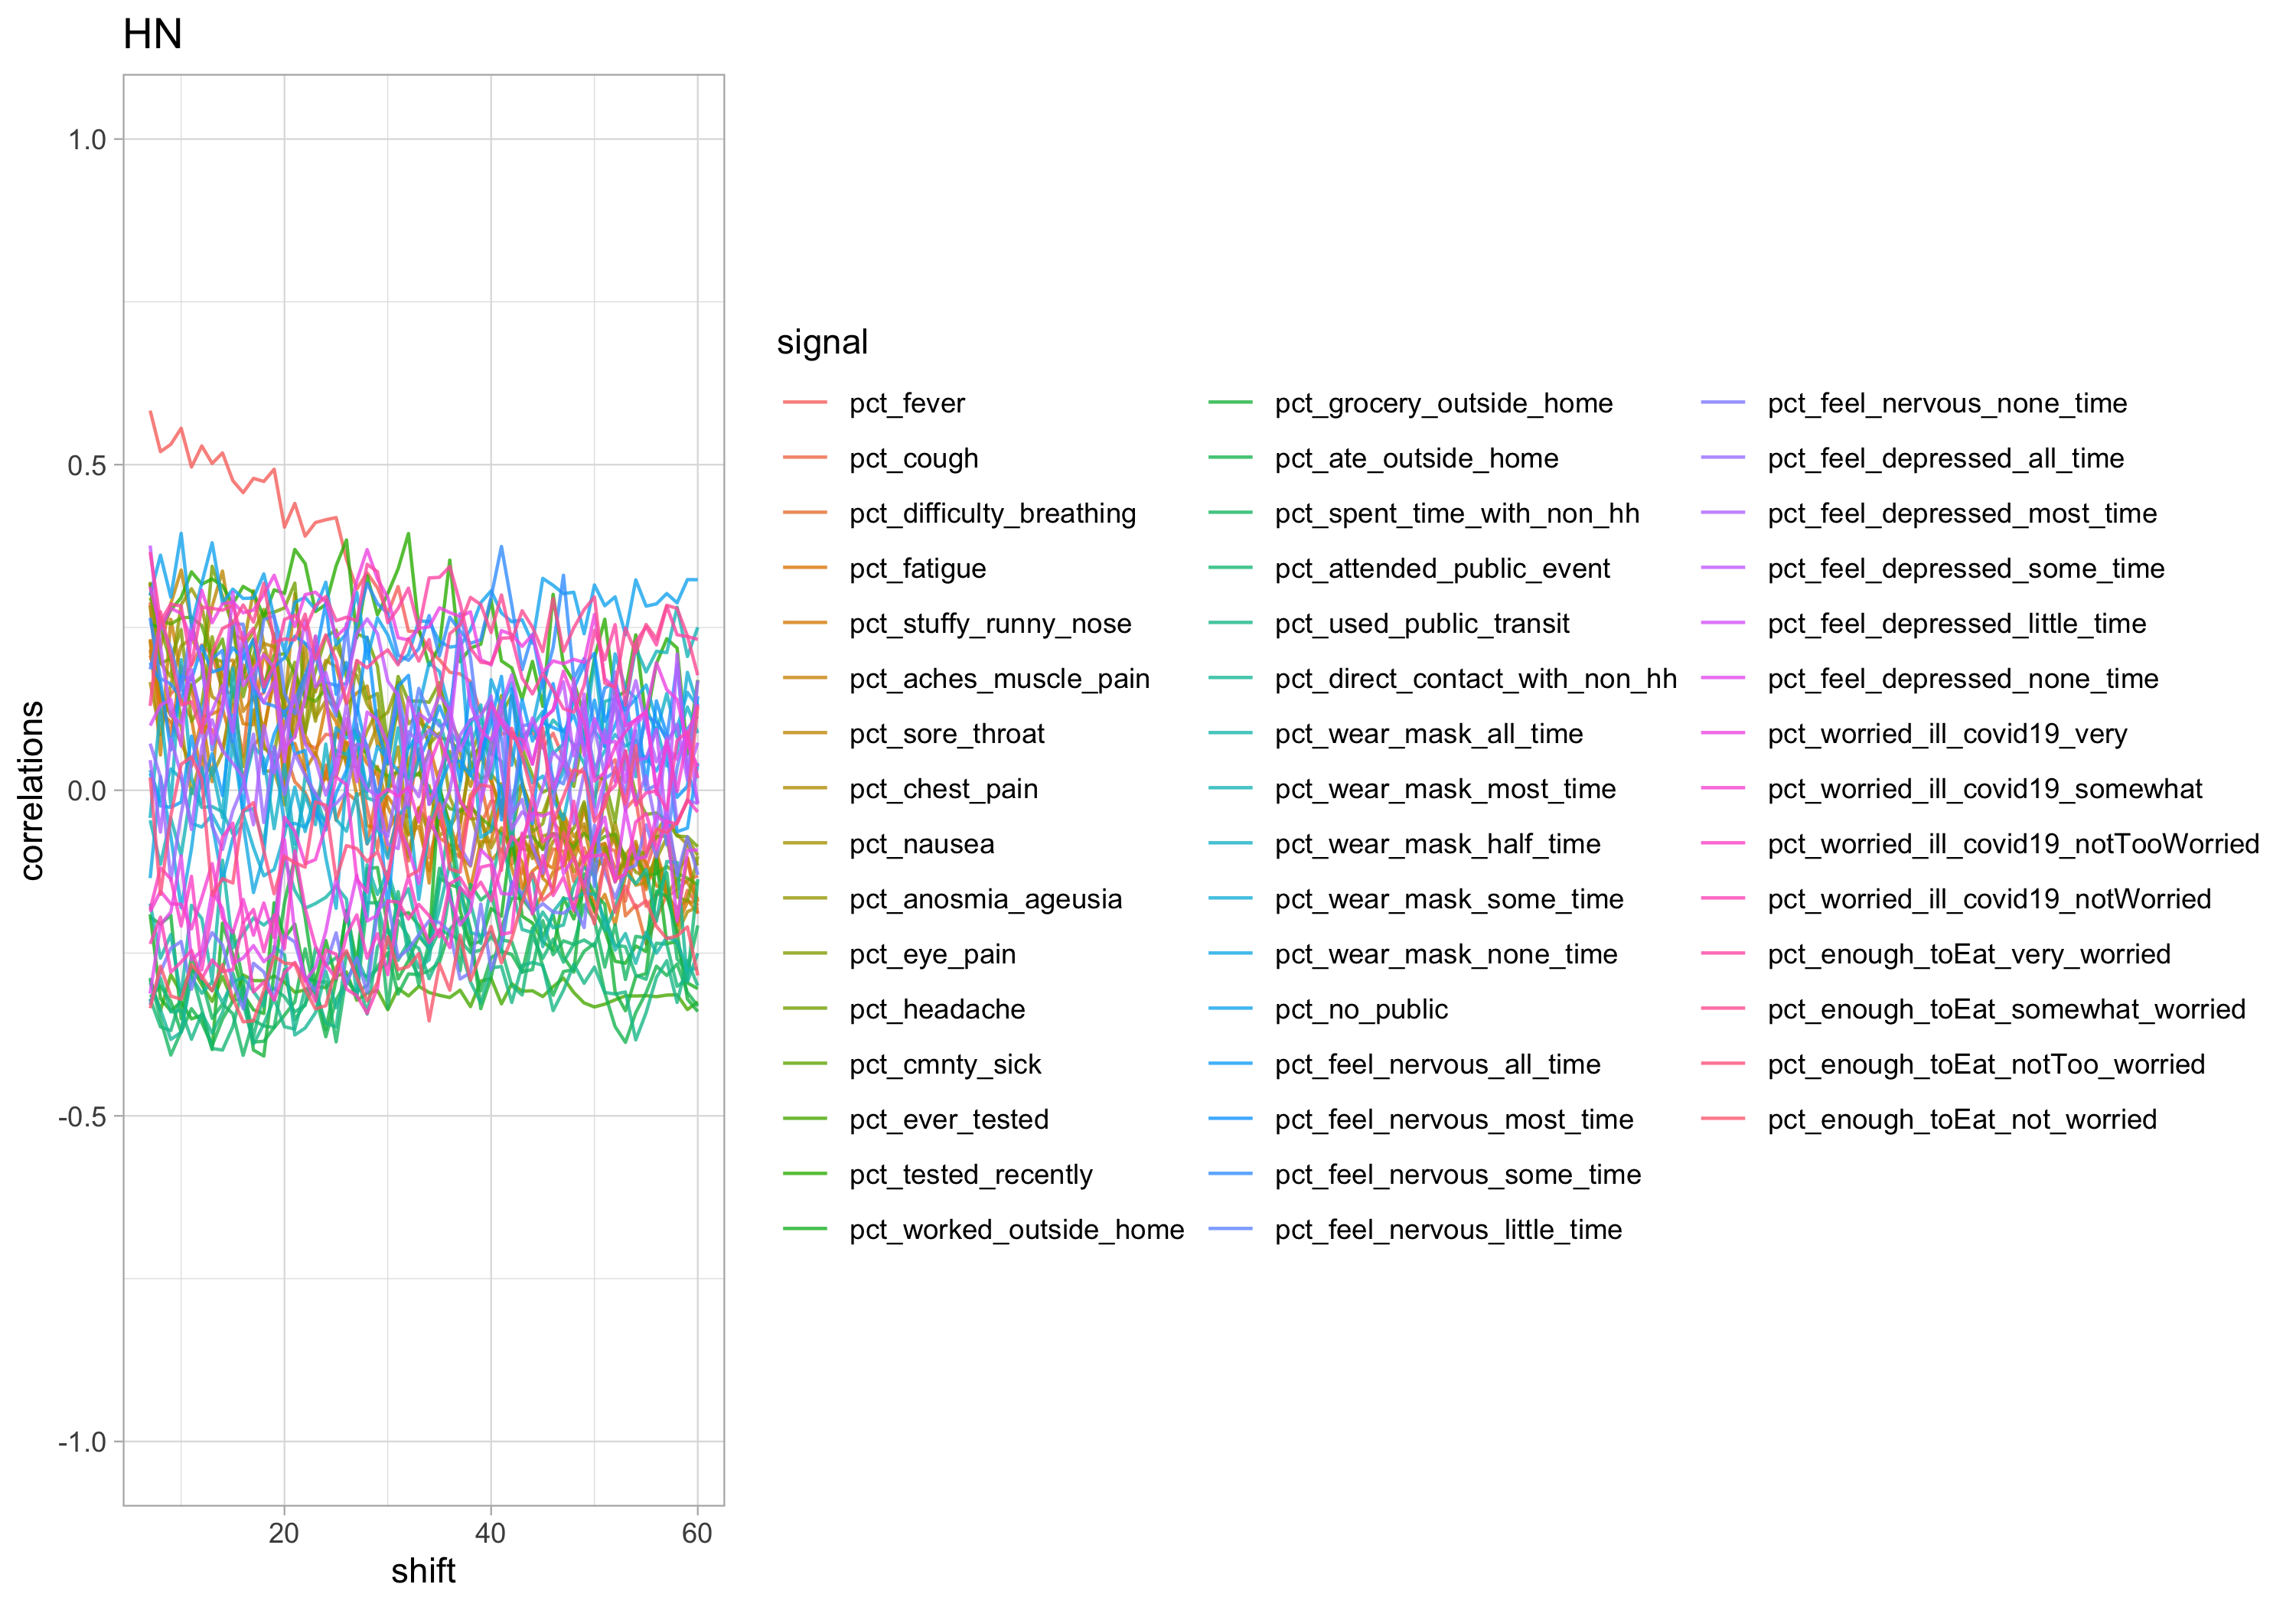 HN
1.0
0.5
0.0
-0.5
-1.0
correlations
20 40 60
shift
signal
pct_fever
pct_cough
pct_difficulty_breathing
pct_fatigue
pct_stuffy_runny_nose
pct_aches_muscle_pain
pct_sore_throat
pct_chest_pain
pct_nausea
pct_anosmia_ageusia
pct_eye_pain
pct_headache
pct_cmnty_sick
pct_ever_tested
pct_tested_recently
pct_worked_outside_home
pct_grocery_outside_home
pct_ate_outside_home
pct_spent_time_with_non_hh
pct_attended_public_event
pct_used_public_transit
pct_direct_contact_with_non_hh
pct_wear_mask_all_time
pct_wear_mask_most_time
pct_wear_mask_half_time
pct_wear_mask_some_time
pct_wear_mask_none_time
pct_no_public
pct_feel_nervous_all_time
pct_feel_nervous_most_time
pct_feel_nervous_some_time
pct_feel_nervous_little_time
pct_feel_nervous_none_time
pct_feel_depressed_all_time
pct_feel_depressed_most_time
pct_feel_depressed_some_time
pct_feel_depressed_little_time
pct_feel_depressed_none_time
pct_worried_ill_covid19_very
pct_worried_ill_covid19_somewhat
pct_worried_ill_covid19_notTooWorried
pct_worried_ill_covid19_notWorried
pct_enough_toEat_very_worried
pct_enough_toEat_somewhat_worried
pct_enough_toEat_notToo_worried
pct_enough_toEat_not_worried